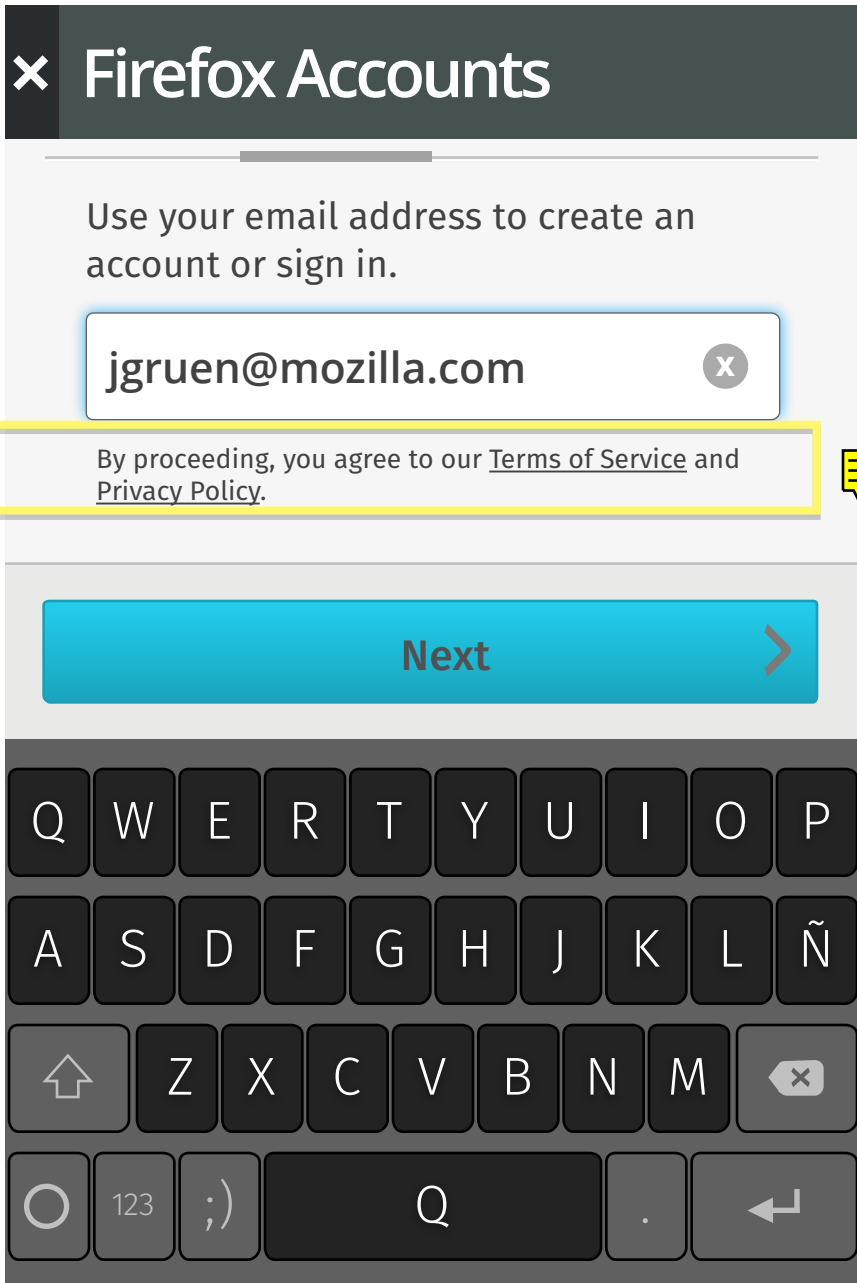 × Firefox Accounts
Use your email address to create an
account or sign in.
jgruen@mozilla.com x
By proceeding, you agree to our Terms of Service and
Privacy Policy.
Next
Q W E R T Y U I O P
A S D F G H J K L Ñ
Z X C V B N M
123 ;) Q .